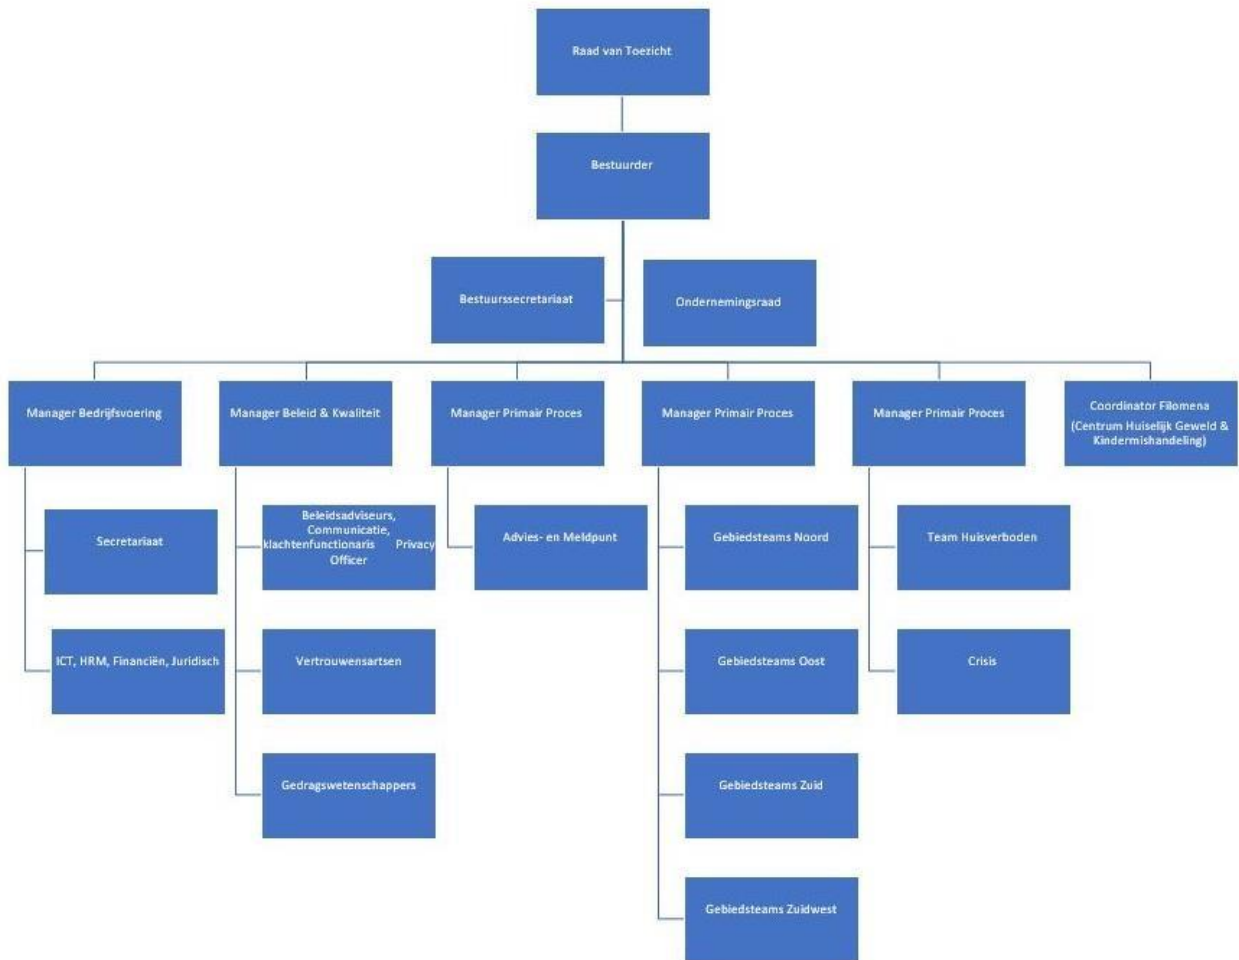 Raad van Toezicht
Bestuurder
Bestuurssecretariaat
Ondernemingsraad
Manager Bedrijfsvoering
Manager Beleid & Kwaliteit
Manager Primair Proces
Manager Primair Proces
Manager Primair Proces
Coordinator Filomena
(Centrum Huiselijk Geweld &
Kindermishandeling)
Secretariaat
Beleidsadviseurs,
Communicatie,
klachtenfunctionaris Privacy
Officer
Advies- en Meldpunt
Gebiedsteams Noord
Team Huisverboden
ICT, HRM, Financiën, Juridisch
Vertrouwensartsen
Gebiedsteams Oost
Crisis
Gedragswetenschappers
Gebiedsteams Zuid
Gebiedsteams Zuidwest